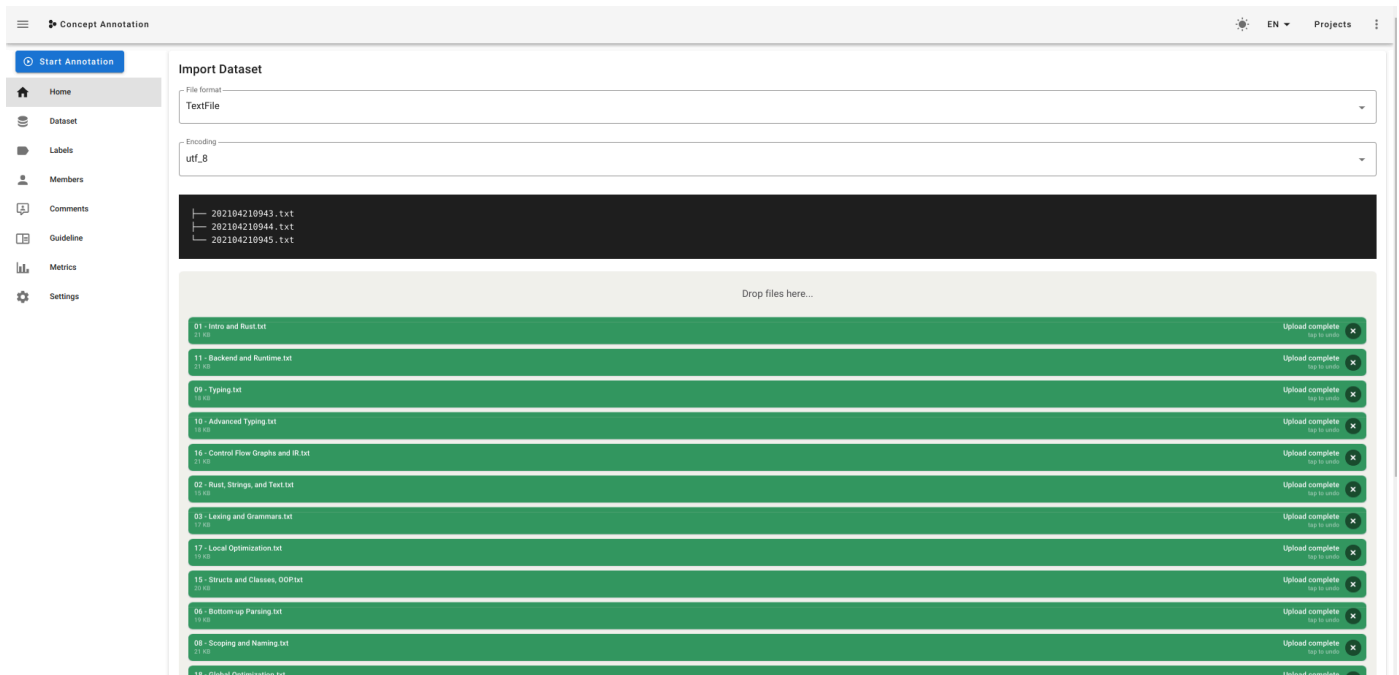 Concept Annotation
EN
Projects
Start Annotation
Home
Dataset
Labels
Members
Comments
Guideline
Metrics
Settings
Import Dataset
File format
TextFile
Encoding
utf_8
├── 202104210943.txt
├── 202104210944.txt
└── 202104210945.txt
Drop files here...
01 - Intro and Rust.txt
21 KB
Upload complete
tap to undo
11 - Backend and Runtime.txt
21 KB
Upload complete
tap to undo
09 - Typing.txt
18 KB
Upload complete
tap to undo
10 - Advanced Typing.txt
18 KB
Upload complete
tap to undo
16 - Control Flow Graphs and IR.txt
21 KB
Upload complete
tap to undo
02 - Rust, Strings, and Text.txt
15 KB
Upload complete
tap to undo
03 - Lexing and Grammars.txt
17 KB
Upload complete
tap to undo
17 - Local Optimization.txt
19 KB
Upload complete
tap to undo
15 - Structs and Classes, OOP.txt
20 KB
Upload complete
tap to undo
06 - Bottom-up Parsing.txt
19 KB
Upload complete
tap to undo
08 - Scoping and Naming.txt
21 KB
Upload complete
tap to undo
18 - Global Optimization.txt
Upload complete